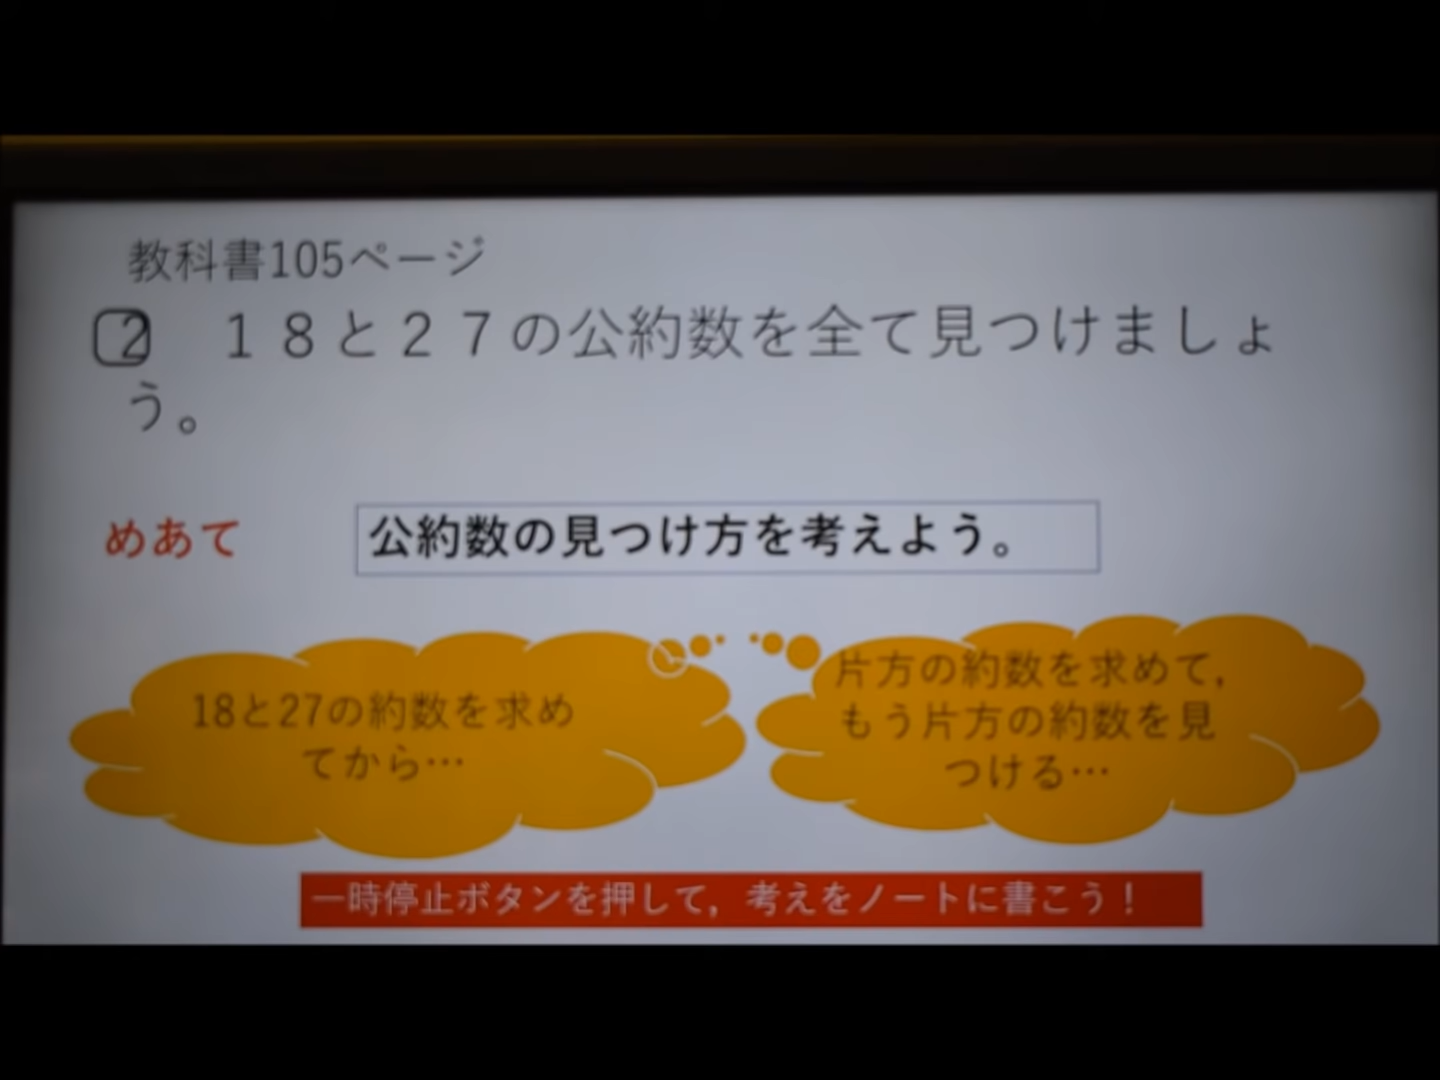 教科書105ページ
2　１８と２７の公約数を全て見つけましょ
う。
めあて
公約数の見つけ方を考えよう。
18と27の約数を求め
てから…
片方の約数を求めて，
もう片方の約数を見
つける…
一時停止ボタンを押して，考えをノートに書こう！